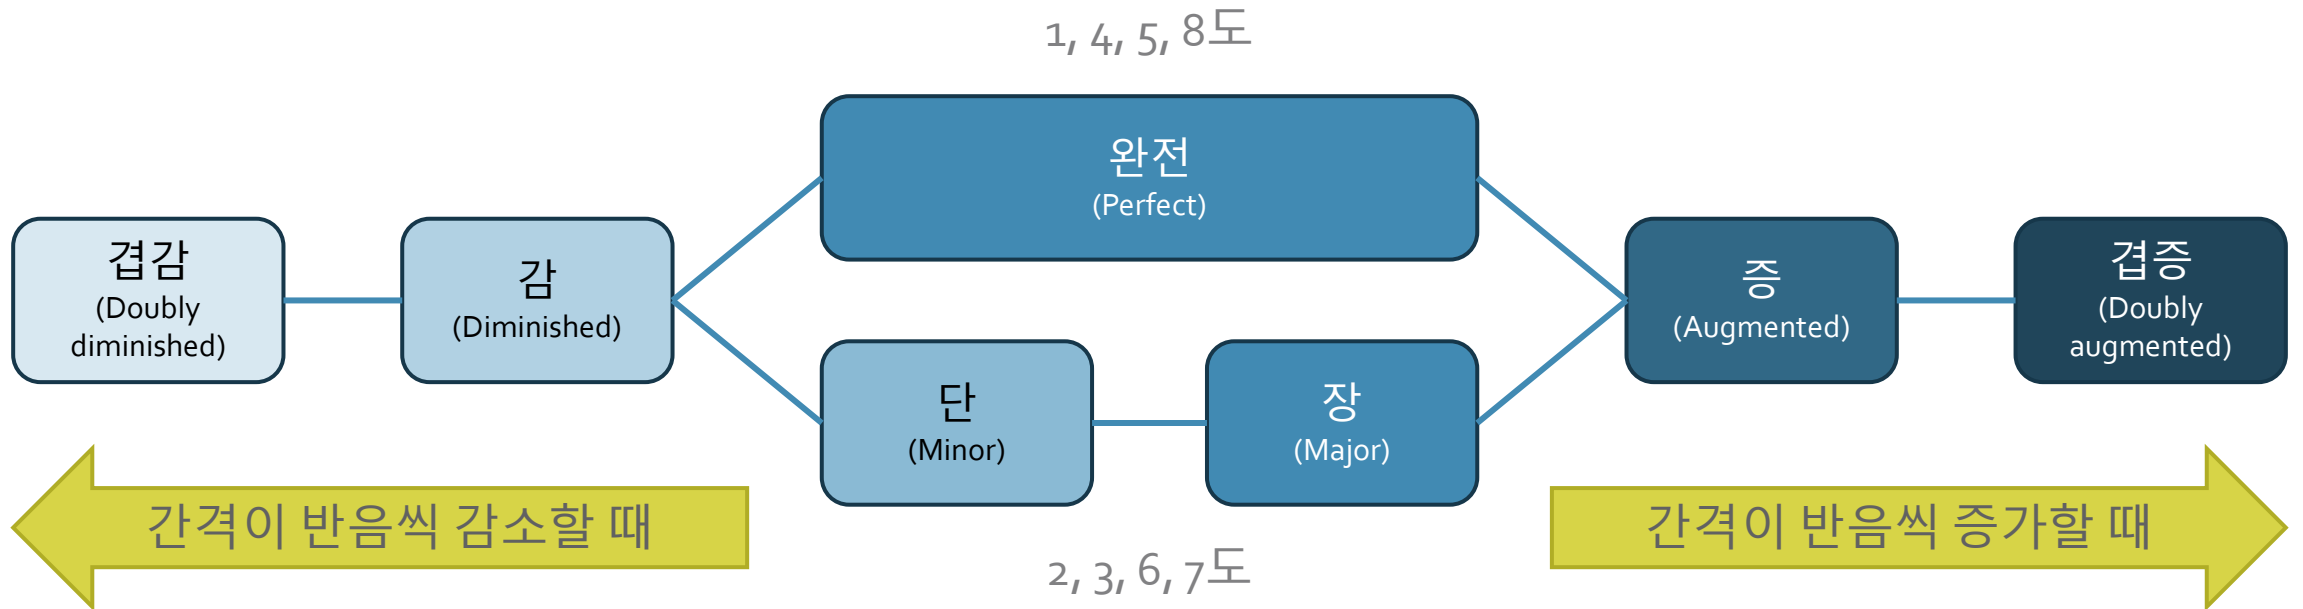 1, 4, 5, 8도
완전
(Perfect)
겹감
(Doubly
diminished)
감
(Diminished)
증
(Augmented)
겹증
(Doubly
augmented)
단
(Minor)
장
(Major)
간격이 반음씩 감소할 때
간격이 반음씩 증가할 때
2, 3, 6, 7도